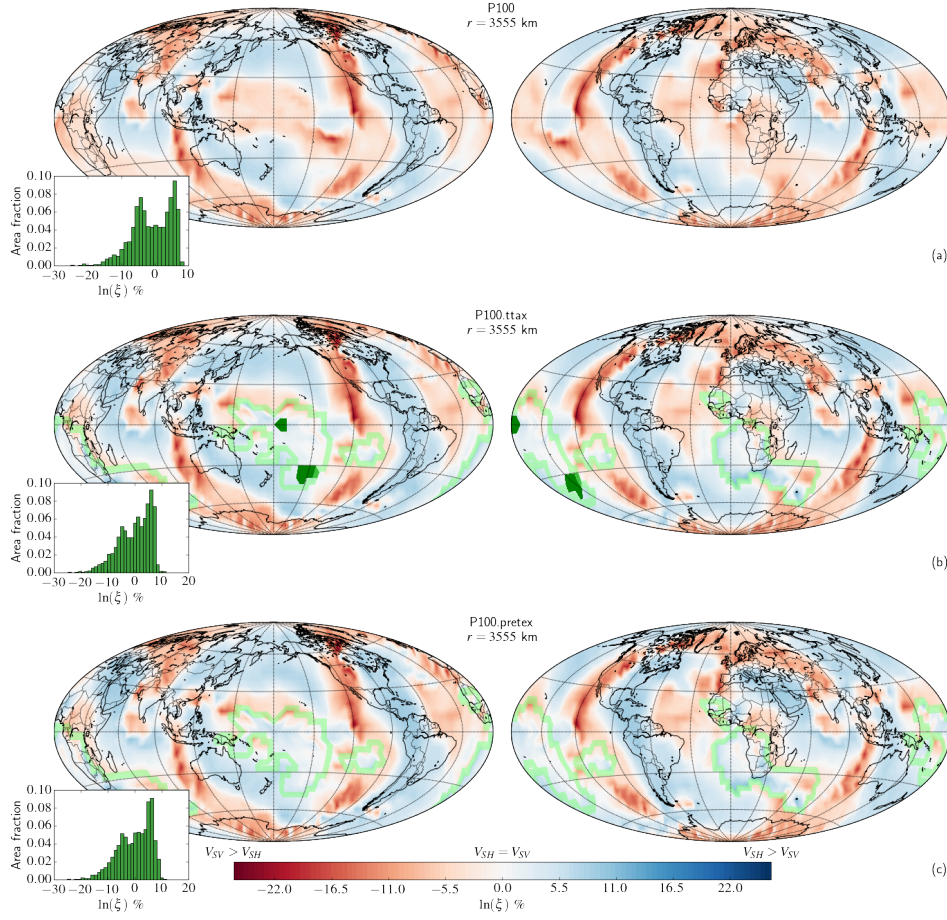 P100
r = 3555 km
0.10
0.08
0.06
0.04
0.02
0.00
Area fraction
−30 −20 −10 0 10
ln(ξ) %
(a)
P100.ttax
r = 3555 km
0.10
0.08
0.06
0.04
0.02
0.00
Area fraction
−30 −20 −10 0 10 20
ln(ξ) %
(b)
P100.pretex
r = 3555 km
0.10
0.08
0.06
0.04
0.02
0.00
Area fraction
−30 −20 −10 0 10 20
ln(ξ) %
V_SV > V_SH V_SH = V_SV V_SH > V_SV
(c)
−22.0 −16.5 −11.0 −5.5 0.0 5.5 11.0 16.5 22.0
ln(ξ) %